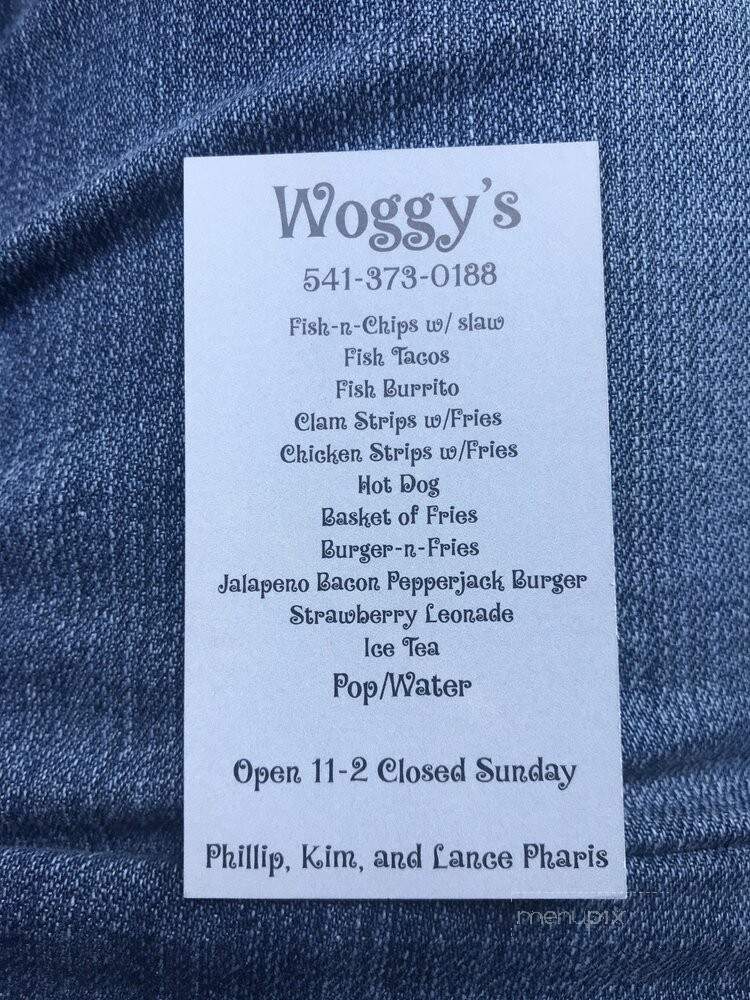 Woggy's
541-373-0188
Fish-n-Chips w/ slaw
Fish Tacos
Fish Burrito
Clam Strips w/Fries
Chicken Strips w/Fries
Hot Dog
Basket of Fries
Burger-n-Fries
Jalapeno Bacon Pepperjack Burger
Strawberry Leonade
Ice Tea
Pop/Water
Open 11-2 Closed Sunday
Phillip, Kim, and Lance Pharis
menupix